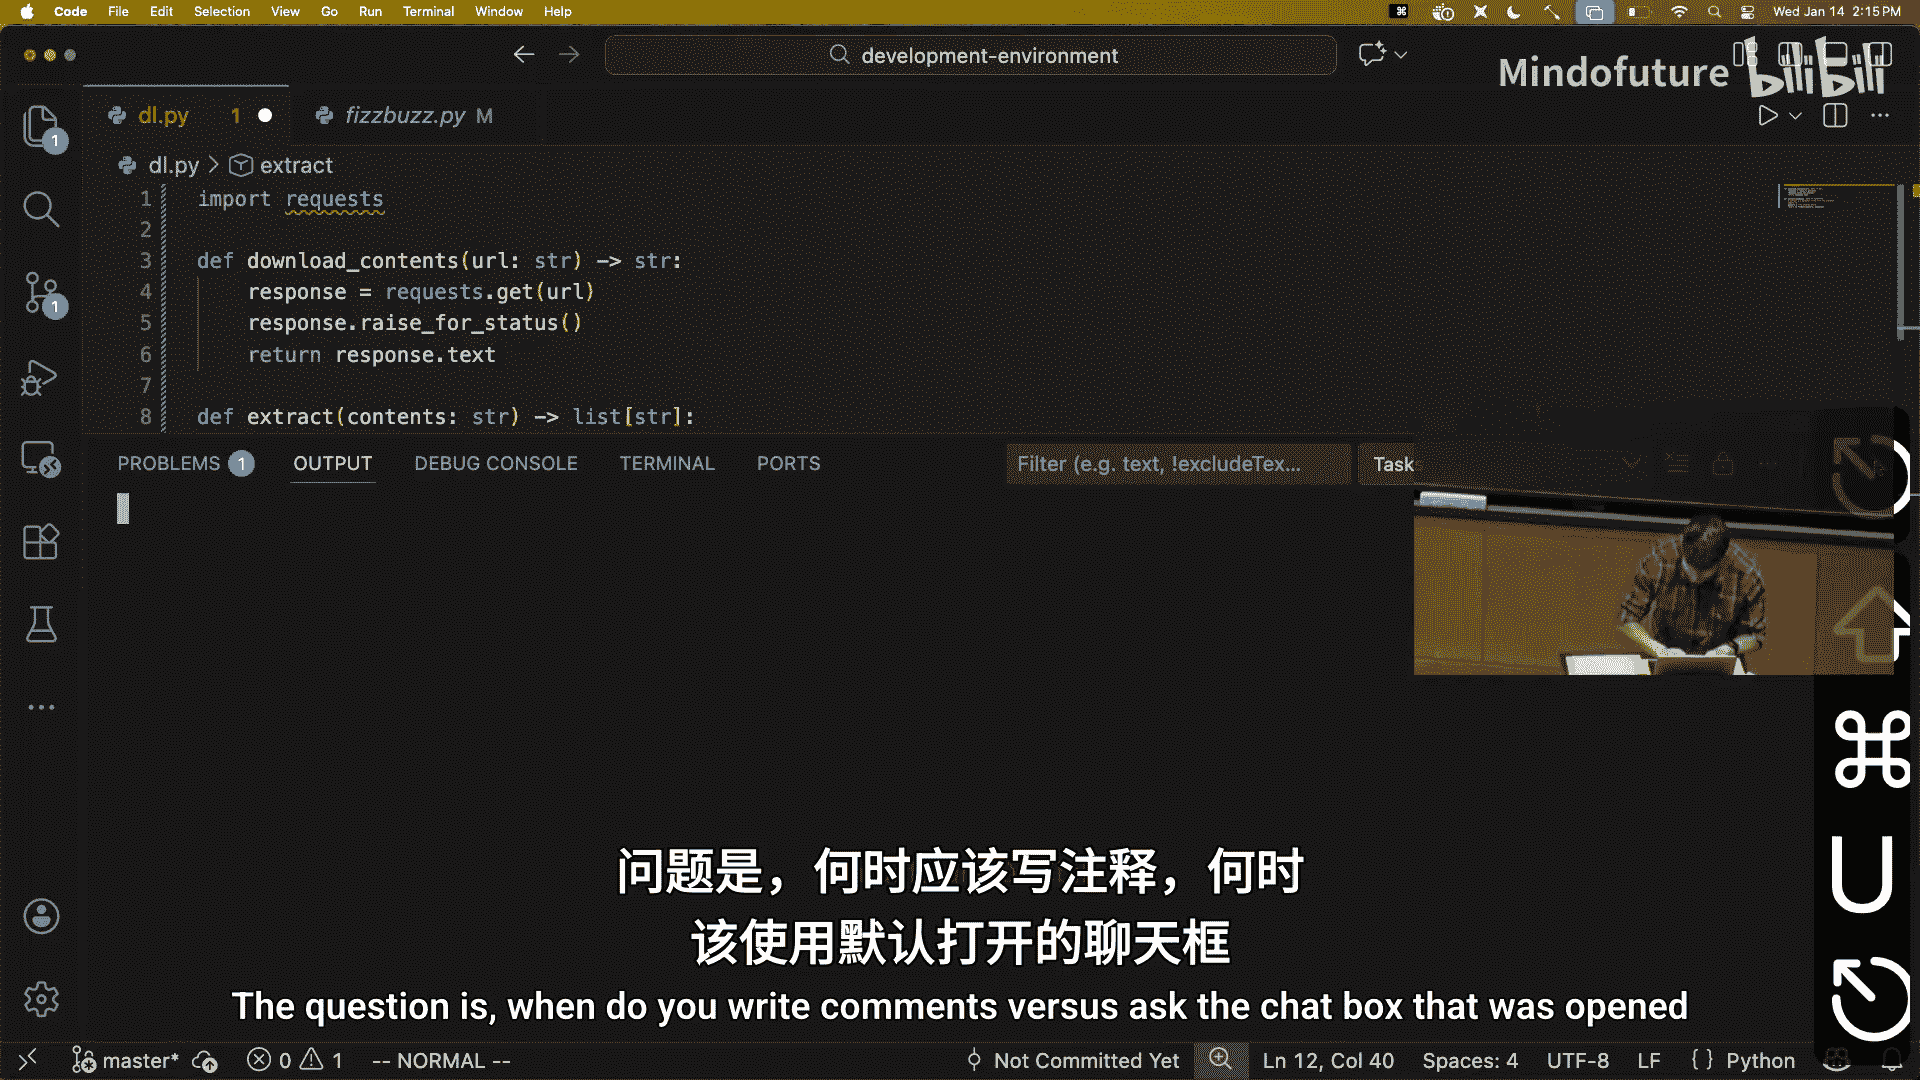 Code File Edit Selection View Go Run Terminal Window Help Wed Jan 14 2:15 PM
development-environment
Mindofuture bilibili
dl.py 1 fizzbuzz.py M
1
dl.py > extract
1 import requests
2
3 def download_contents(url: str) -> str:
4 response = requests.get(url)
5 response.raise_for_status()
6 return response.text
7
8 def extract(contents: str) -> list[str]:
1
PROBLEMS 1 OUTPUT DEBUG CONSOLE TERMINAL PORTS Filter (e.g. text, !excludeTex... Tasks
U
问题是，何时应该写注释，何时
该使用默认打开的聊天框
The question is, when do you write comments versus ask the chat box that was opened
master* 0 1 -- NORMAL -- Not Committed Yet Ln 12, Col 40 Spaces: 4 UTF-8 LF {} Python